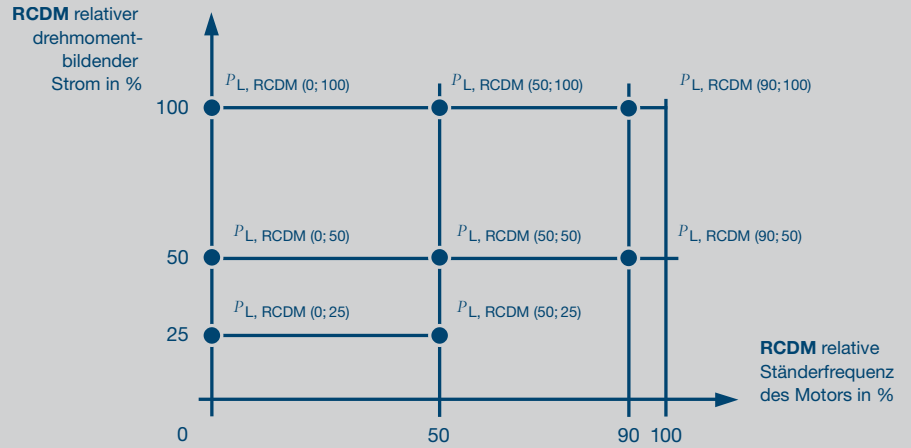 RCDM relativer
drehmoment-
bildender
Strom in %
100
P L, RCDM (0; 100)
P L, RCDM (50; 100)
P L, RCDM (90; 100)
50
P L, RCDM (0; 50)
P L, RCDM (50; 50)
P L, RCDM (90; 50)
25
P L, RCDM (0; 25)
P L, RCDM (50; 25)
RCDM relative
Ständerfrequenz
des Motors in %
0
50
90
100